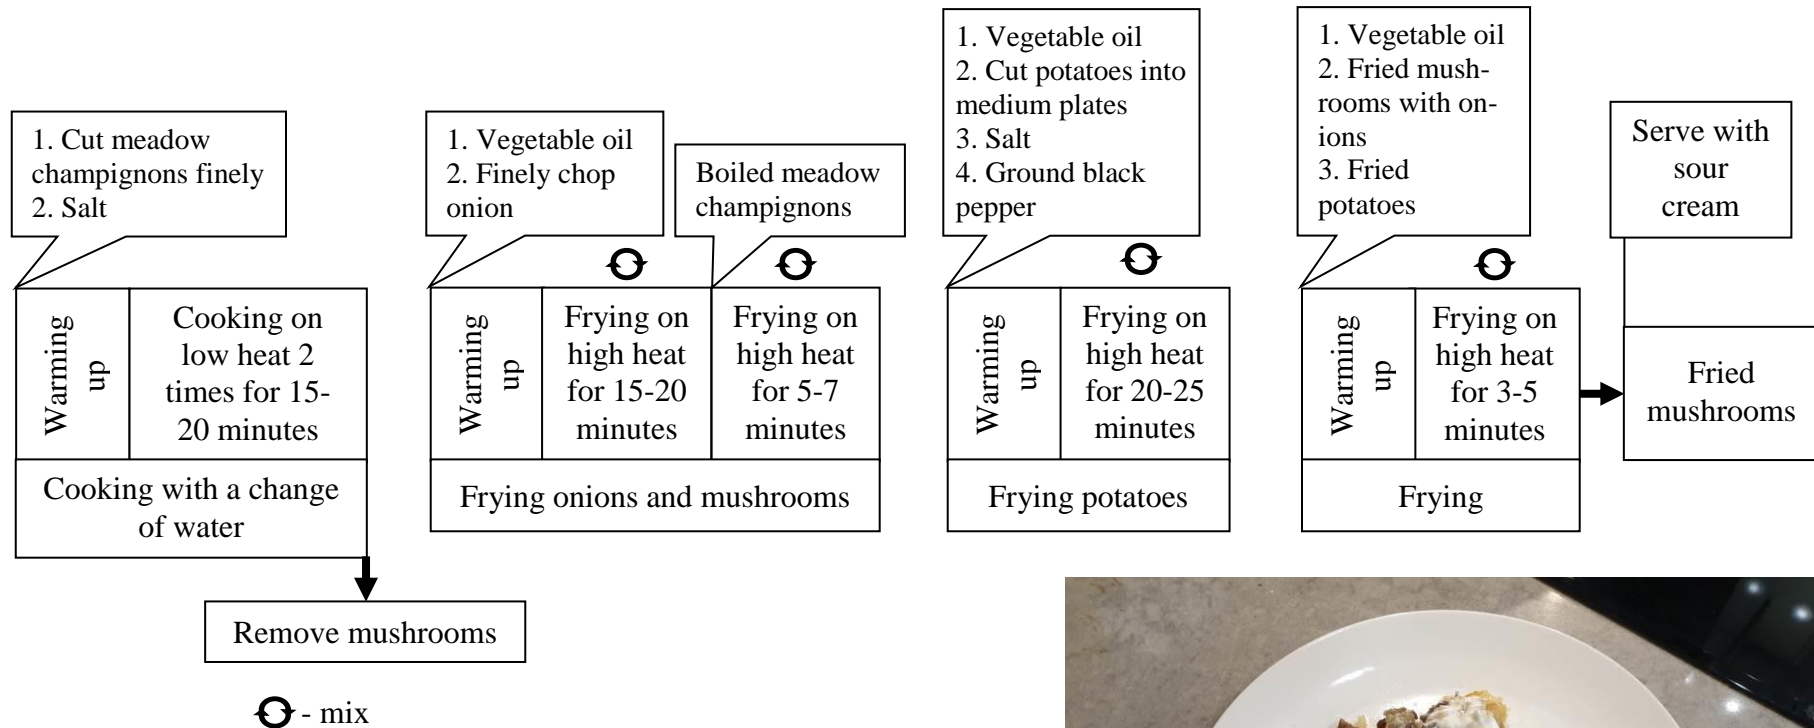 1. Cut meadow
champignons finely
2. Salt
Warming
up
Cooking on
low heat 2
times for 15-
20 minutes
Cooking with a change
of water
Remove mushrooms
- mix
1. Vegetable oil
2. Finely chop
onion
Boiled meadow
champignons
Warming
up
Frying on
high heat
for 15-20
minutes
Frying on
high heat
for 5-7
minutes
Frying onions and mushrooms
1. Vegetable oil
2. Cut potatoes into
medium plates
3. Salt
4. Ground black
pepper
Warming
up
Frying on
high heat
for 20-25
minutes
Frying potatoes
1. Vegetable oil
2. Fried mush-
rooms with on-
ions
3. Fried
potatoes
Warming
up
Frying on
high heat
for 3-5
minutes
Frying
Serve with
sour
cream
Fried
mushrooms